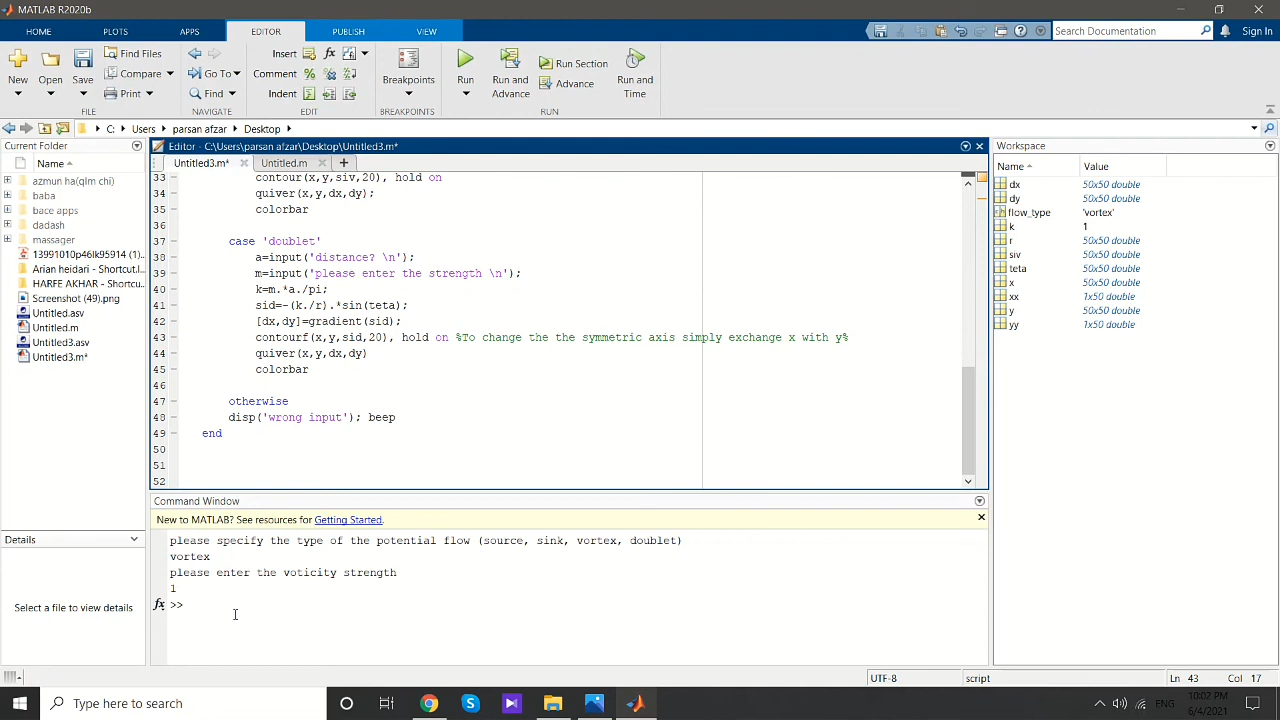 MATLAB R2020b
HOME PLOTS APPS EDITOR PUBLISH VIEW Search Documentation Sign In
New Open Save Find Files Compare Print Go To Find Insert Comment Indent fx Breakpoints Run Run and Advance Run Section Advance Run and Time
FILE NAVIGATE EDIT BREAKPOINTS RUN
C: Users parsan afzar Desktop
Current Folder
Name
azmun ha(qlm chi)
baba
bace apps
dadash
massager
13991010p46lk95914 (1)...
Arian heidari - Shortcut.l...
HARFE AKHAR - Shortcu...
Screenshot (49).png
Untitled.asv
Untitled.m
Untitled3.asv
Untitled3.m*
Details
Select a file to view details
Editor - C:\Users\parsan afzar\Desktop\Untitled3.m*
Untitled3.m* Untitled.m
33 contour(x,y,siv,20), hold on
34 quiver(x,y,dx,dy);
35 colorbar
36
37 case 'doublet'
38 a=input('distance? \n');
39 m=input('please enter the strength \n');
40 k=m.*a./pi;
41 sid=-(k./r).*sin(teta);
42 [dx,dy]=gradient(sid);
43 contourf(x,y,sid,20), hold on %To change the the symmetric axis simply exchange x with y%
44 quiver(x,y,dx,dy)
45 colorbar
46
47 otherwise
48 disp('wrong input'); beep
49 end
50
51
52
Command Window
New to MATLAB? See resources for Getting Started.
please specify the type of the potential flow (source, sink, vortex, doublet)
vortex
please enter the voticity strength
1
fx >>
Workspace
Name Value
dx 50x50 double
dy 50x50 double
flow_type 'vortex'
k 1
r 50x50 double
siv 50x50 double
teta 50x50 double
x 50x50 double
xx 1x50 double
y 50x50 double
yy 1x50 double
UTF-8 script Ln 43 Col 17
Type here to search
ENG
10:02 PM
6/4/2021